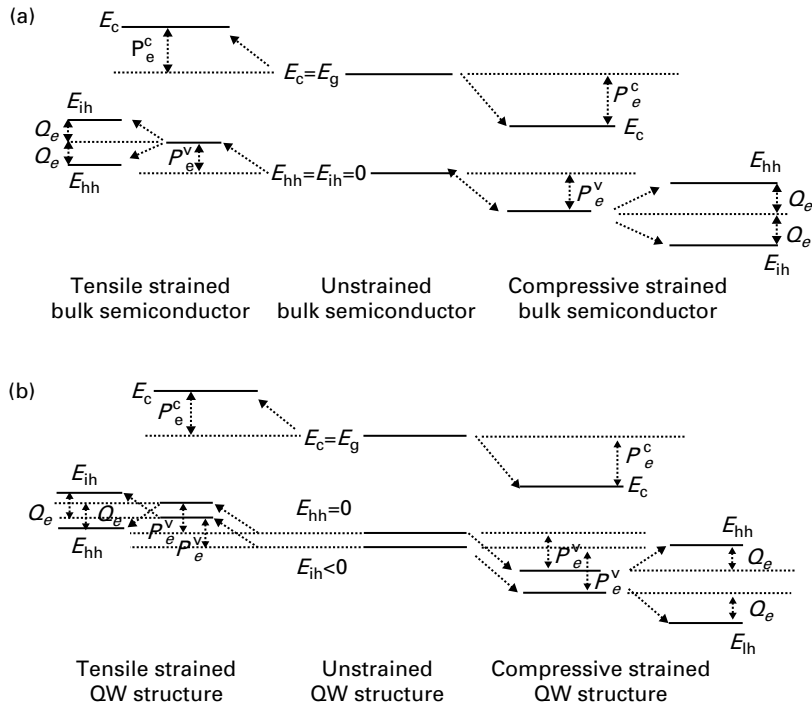 (a)
E_c
P_e^c
E_c=E_g
P_e^c
E_c
E_ih
Q_e
Q_e
E_hh
P_e^v
E_hh=E_ih=0
P_e^v
E_hh
Q_e
Q_e
E_ih
Tensile strained
bulk semiconductor
Unstrained
bulk semiconductor
Compressive strained
bulk semiconductor
(b)
E_c
P_e^c
E_c=E_g
P_e^c
E_c
E_ih
Q_e
Q_e
E_hh
P_e^v
P_e^v
E_hh=0
E_ih<0
P_e^v
P_e^v
E_hh
Q_e
Q_e
E_lh
Tensile strained
QW structure
Unstrained
QW structure
Compressive strained
QW structure